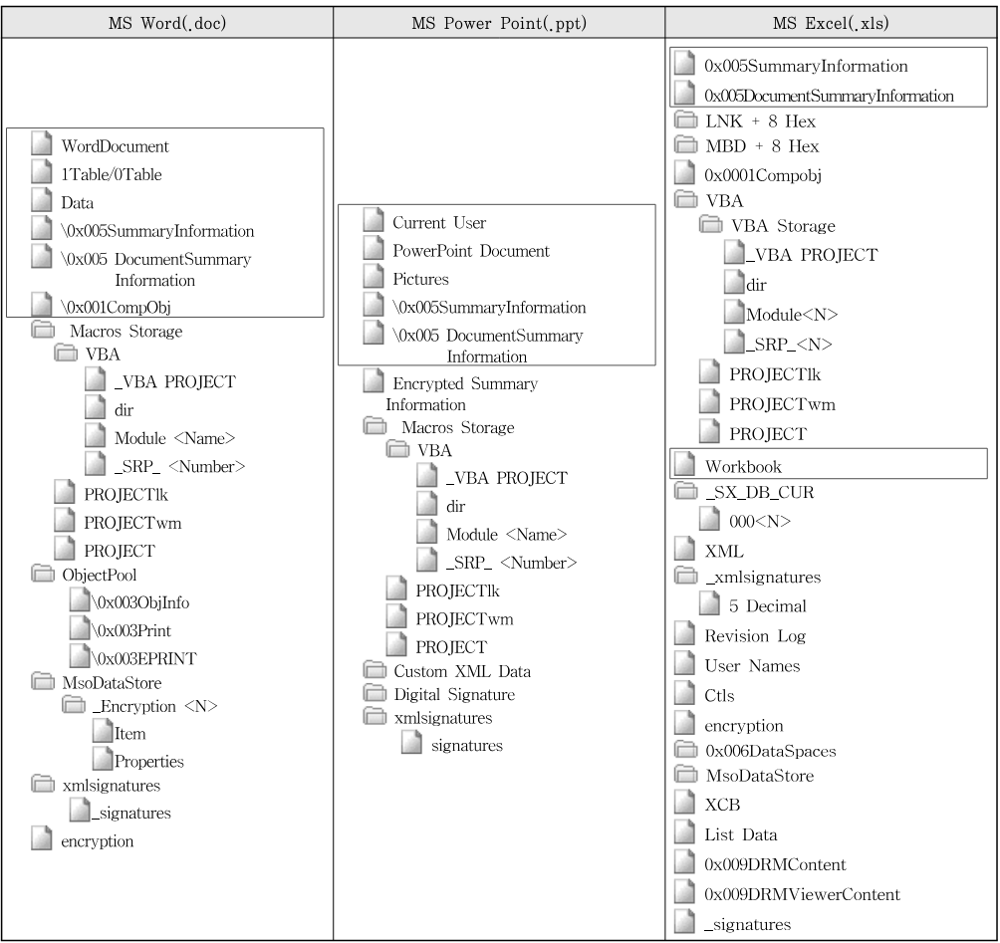 MS Word(.doc)
MS Power Point(.ppt)
MS Excel(.xls)
WordDocument
1Table/0Table
Data
\0x005SummaryInformation
\0x005 DocumentSummary
Information
\0x001CompObj
Macros Storage
VBA
_VBA PROJECT
dir
Module <Name>
_SRP_ <Number>
PROJECTlk
PROJECTwm
PROJECT
ObjectPool
\0x003ObjInfo
\0x003Print
\0x003EPRINT
MsoDataStore
_Encryption <N>
Item
Properties
xmlsignatures
_signatures
encryption
Current User
PowerPoint Document
Pictures
\0x005SummaryInformation
\0x005 DocumentSummary
Information
Encrypted Summary
Information
Macros Storage
VBA
_VBA PROJECT
dir
Module <Name>
_SRP_ <Number>
PROJECTlk
PROJECTwm
PROJECT
Custom XML Data
Digital Signature
xmlsignatures
signatures
0x005SummaryInformation
0x005DocumentSummaryInformation
LNK + 8 Hex
MBD + 8 Hex
0x0001Compobj
VBA
VBA Storage
_VBA PROJECT
dir
Module<N>
_SRP_<N>
PROJECTlk
PROJECTwm
PROJECT
Workbook
_SX_DB_CUR
000<N>
XML
_xmlsignatures
5 Decimal
Revision Log
User Names
Ctls
encryption
0x006DataSpaces
MsoDataStore
XCB
List Data
0x009DRMContent
0x009DRMViewerContent
_signatures